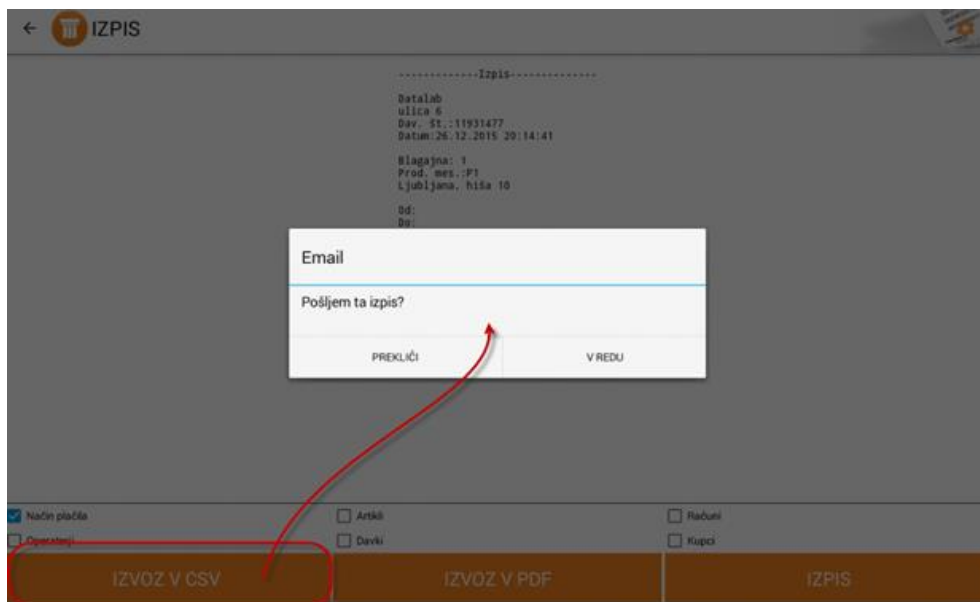 IZPIS
-------------Izpis--------------
Datalab
ulica 6
Dav. št.:11931477
Datum:26.12.2015 20:14:41
Blagajna: 1
Prod. mes.:P1
Ljubljana, hiša 10
Od:
Do:
Email
Pošljem ta izpis?
PREKLIČI V REDU
Način plačila Artikli Računi
Operaterji Davki Kupci
IZVOZ V CSV IZVOZ V PDF IZPIS